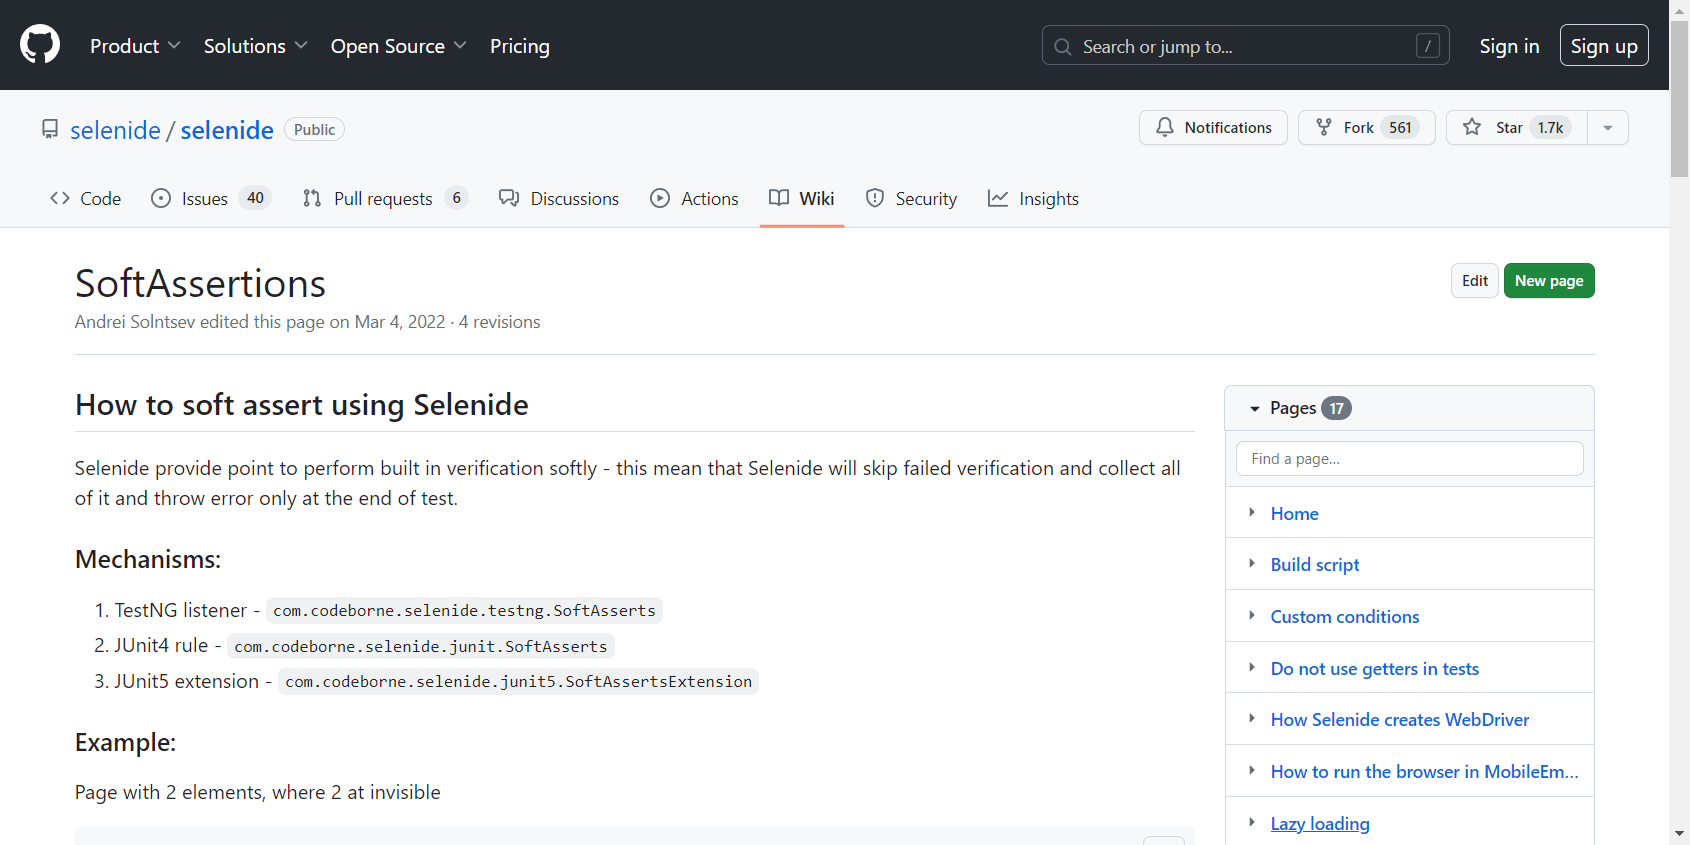 Product Solutions Open Source Pricing Search or jump to... / Sign in Sign up
selenide / selenide Public Notifications Fork 561 Star 1.7k
Code Issues 40 Pull requests 6 Discussions Actions Wiki Security Insights
SoftAssertions
Edit New page
Andrei Solntsev edited this page on Mar 4, 2022 · 4 revisions
How to soft assert using Selenide
Selenide provide point to perform built in verification softly - this mean that Selenide will skip failed verification and collect all
of it and throw error only at the end of test.
Mechanisms:
1. TestNG listener - com.codeborne.selenide.testng.SoftAsserts
2. JUnit4 rule - com.codeborne.selenide.junit.SoftAsserts
3. JUnit5 extension - com.codeborne.selenide.junit5.SoftAssertsExtension
Example:
Page with 2 elements, where 2 at invisible
Pages 17
Find a page...
Home
Build script
Custom conditions
Do not use getters in tests
How Selenide creates WebDriver
How to run the browser in MobileEm...
Lazy loading